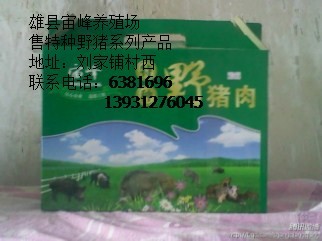 雄县苗峰养殖场
售特种野猪系列产品
地址：刘家铺村西
联系电话：6381696
13931276045
野猪肉